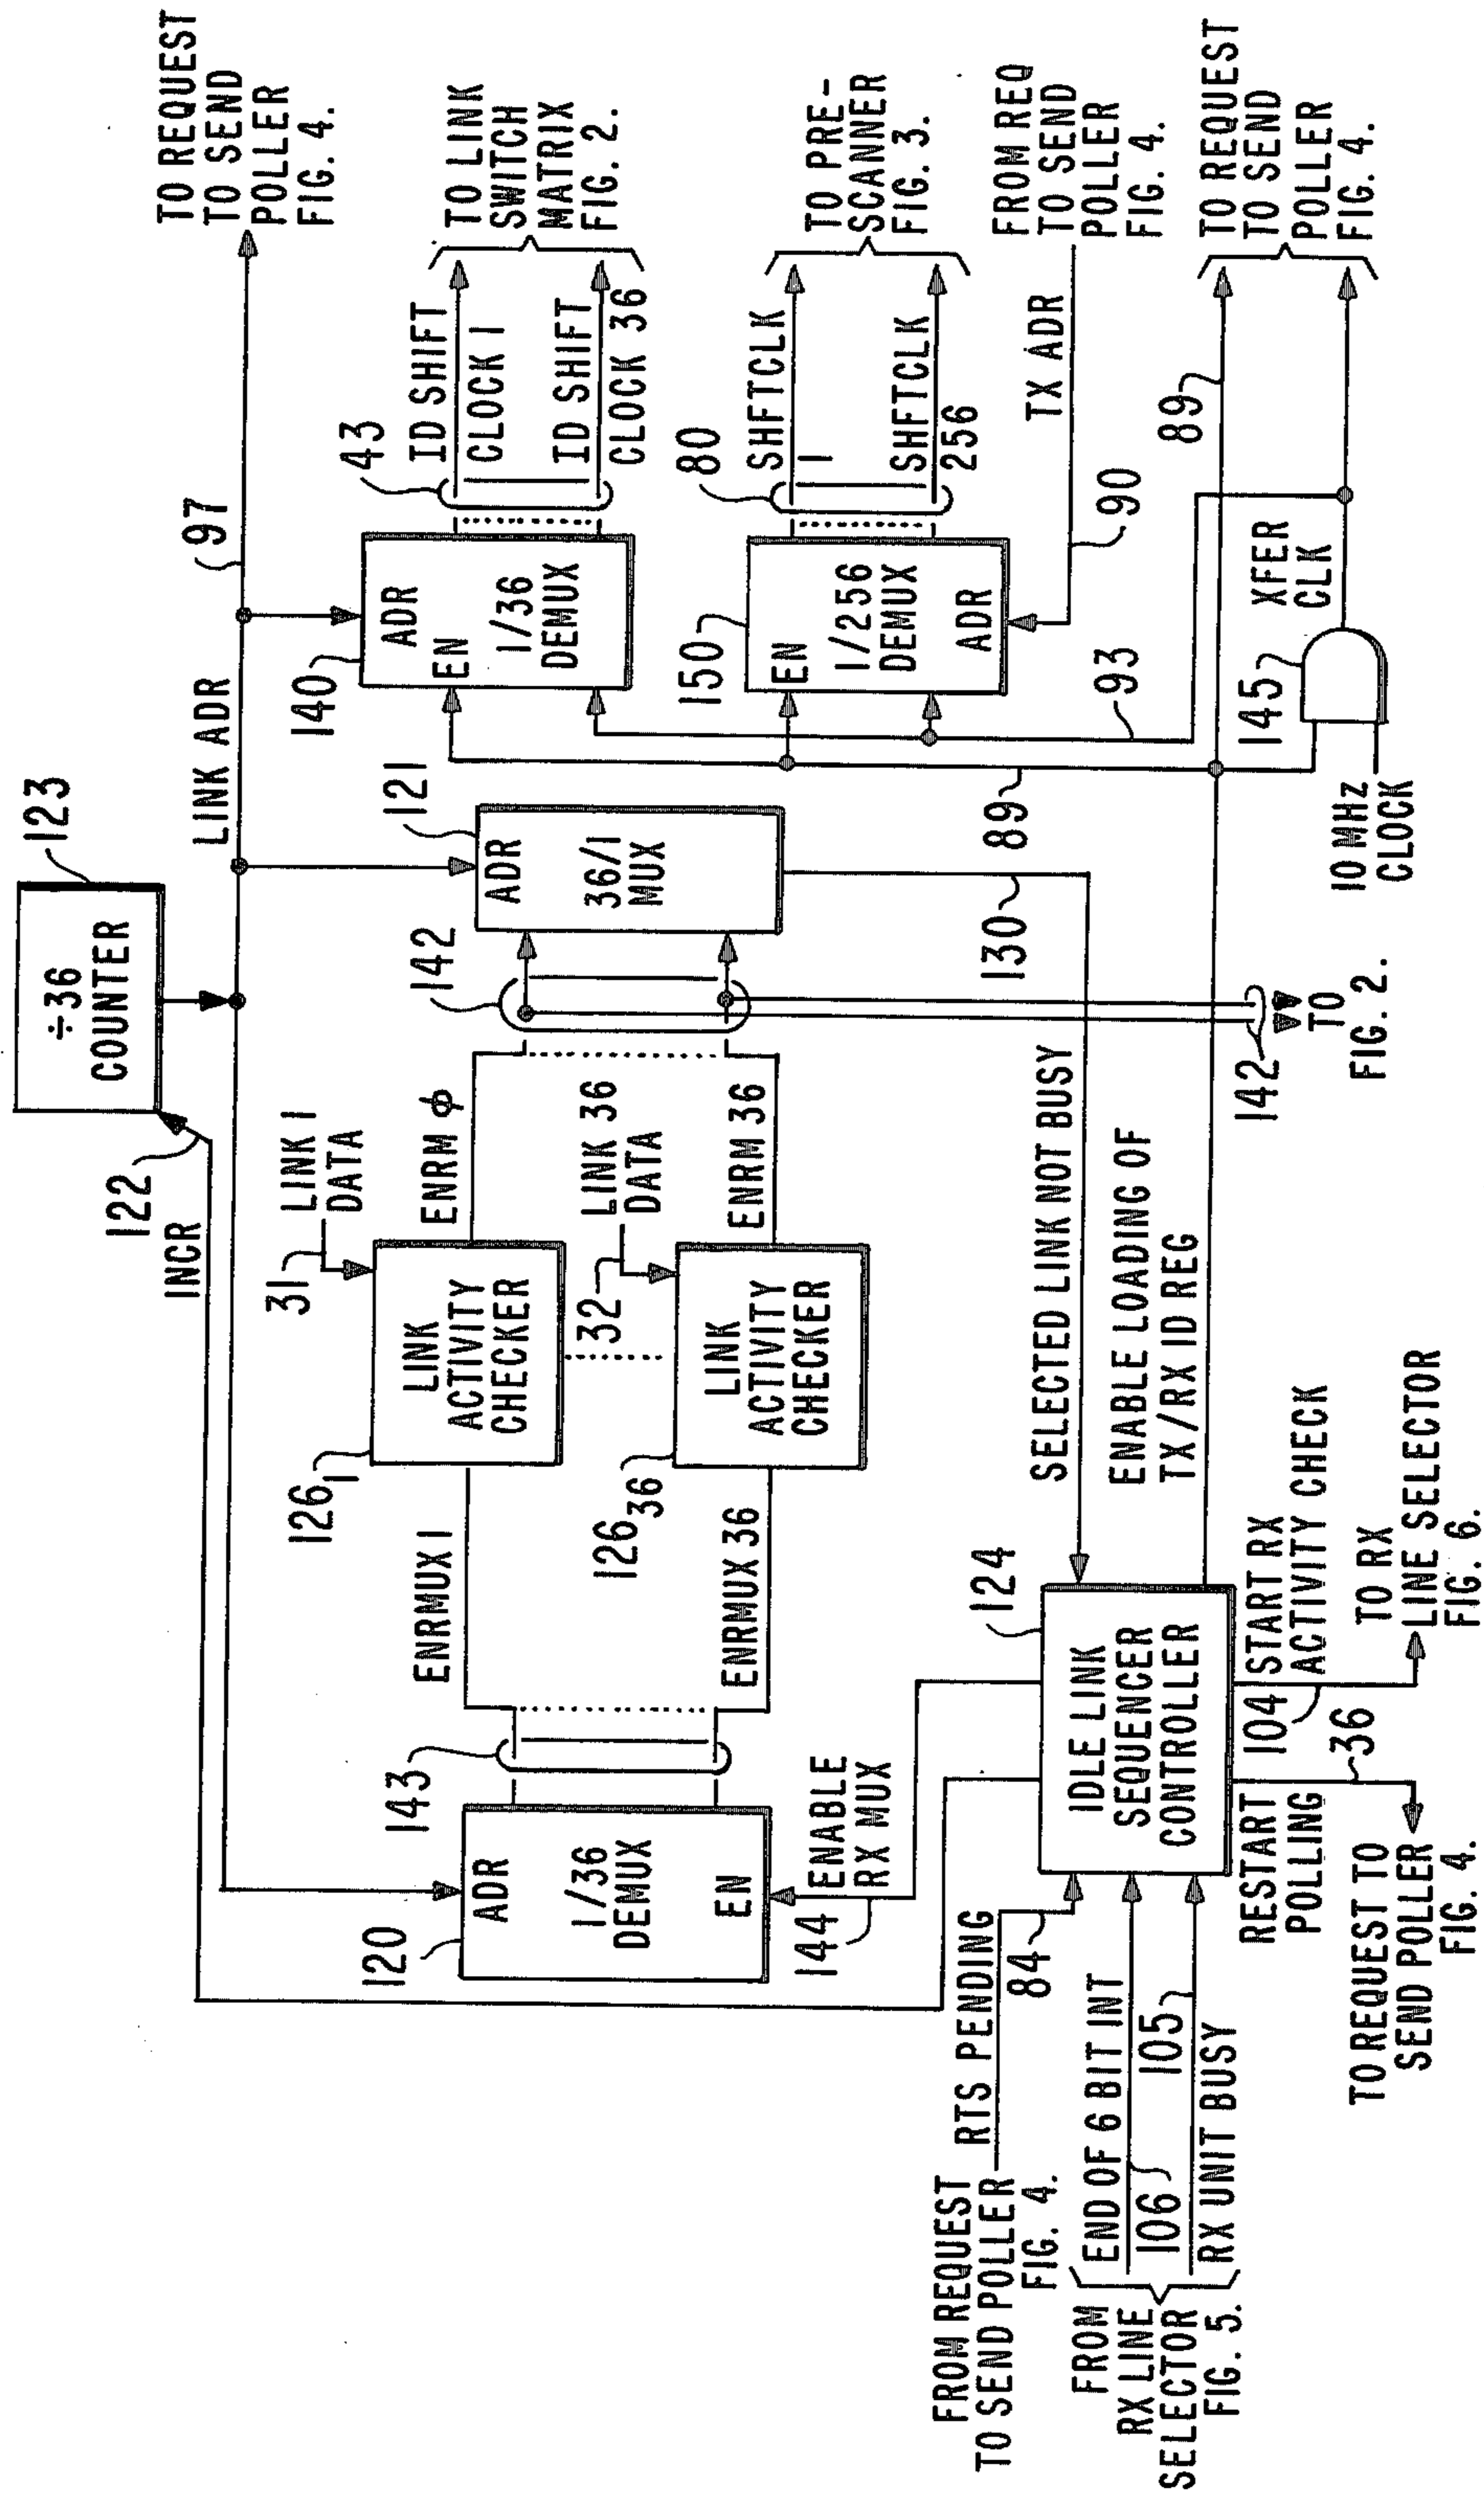 ÷36
COUNTER
123
122
INCR
LINK ADR
97
TO REQUEST
TO SEND
POLLER
FIG. 4.
120
ADR
1/36
DEMUX
EN
143
ENRMUX 1
ENRMUX 36
144
ENABLE
RX MUX
31
LINK 1
DATA
126 1
LINK
ACTIVITY
CHECKER
ENRM ϕ
32
LINK 36
DATA
126 36
LINK
ACTIVITY
CHECKER
ENRM 36
142
121
ADR
36/1
MUX
130
142
TO
FIG. 2.
140
ADR
EN
1/36
DEMUX
43
ID SHIFT
CLOCK 1
ID SHIFT
CLOCK 36
TO LINK
SWITCH
MATRIX
FIG. 2.
150
EN
1/256
DEMUX
ADR
80
SHFTCLK
1
SHFTCLK
256
TO PRE-
SCANNER
FIG. 3.
TX ADR
90
FROM REQ
TO SEND
POLLER
FIG. 4.
89
93
89
TO REQUEST
TO SEND
POLLER
FIG. 4.
145
XFER
CLK
10 MHz
CLOCK
SELECTED LINK NOT BUSY
ENABLE LOADING OF
TX/RX ID REG
124
IDLE LINK
SEQUENCER
CONTROLLER
FROM REQUEST
TO SEND POLLER
FIG. 4.
RTS PENDING
84
FROM
RX LINE
SELECTOR
FIG. 5.
END OF 6 BIT INT
106
105
RX UNIT BUSY
RESTART
POLLING
36
TO REQUEST TO
SEND POLLER
FIG. 4.
104
START RX
ACTIVITY CHECK
TO RX
LINE SELECTOR
FIG. 6.